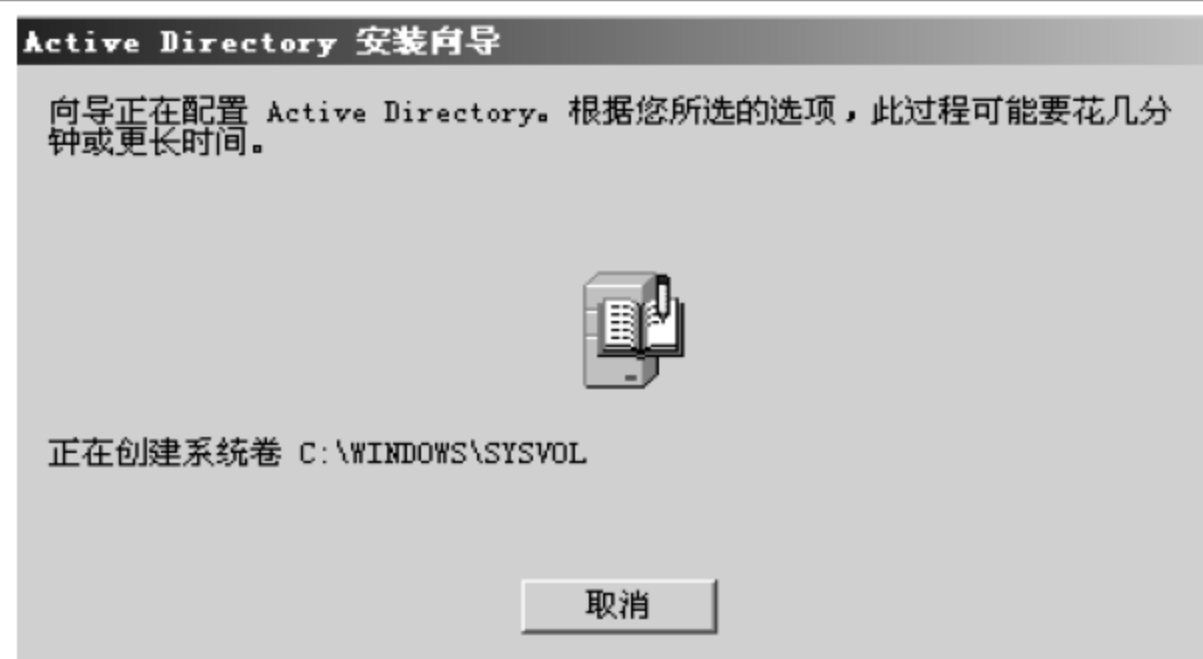 Active Directory 安装向导
向导正在配置 Active Directory。根据您所选的选项，此过程可能要花几分
钟或更长时间。
正在创建系统卷 C:\WINDOWS\SYSVOL
取消